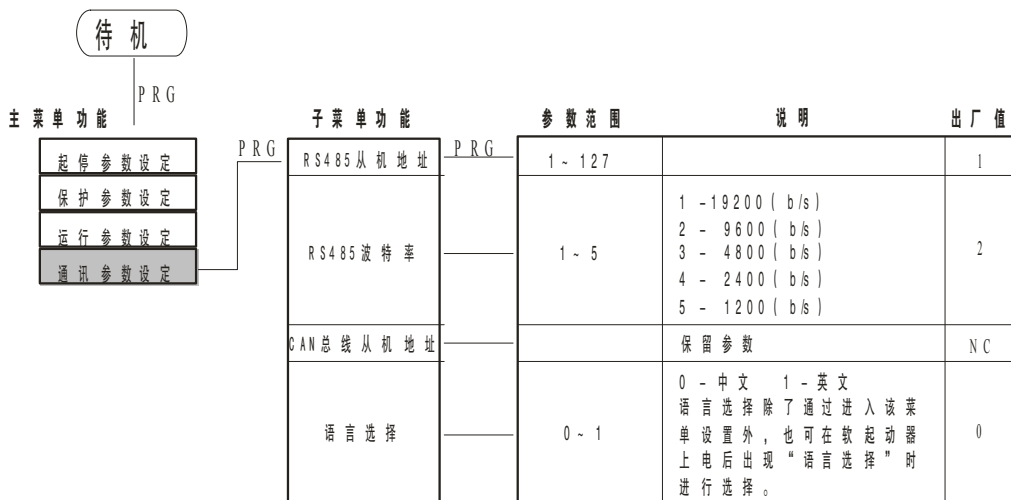 待机
PRG
主菜单功能
子菜单功能
参数范围
说明
出厂值
起停参数设定
保护参数设定
运行参数设定
通讯参数设定
PRG
RS485从机地址
PRG
1~127
1
RS485波特率
1~5
1 -19200( b/s)
2 - 9600( b/s)
3 - 4800( b/s)
4 - 2400( b/s)
5 - 1200( b/s)
2
CAN总线从机地址
保留参数
NC
语言选择
0~1
0 -中文 1 -英文
语言选择除了通过进入该菜
单设置外，也可在软起动器
上电后出现“语言选择”时
进行选择。
0